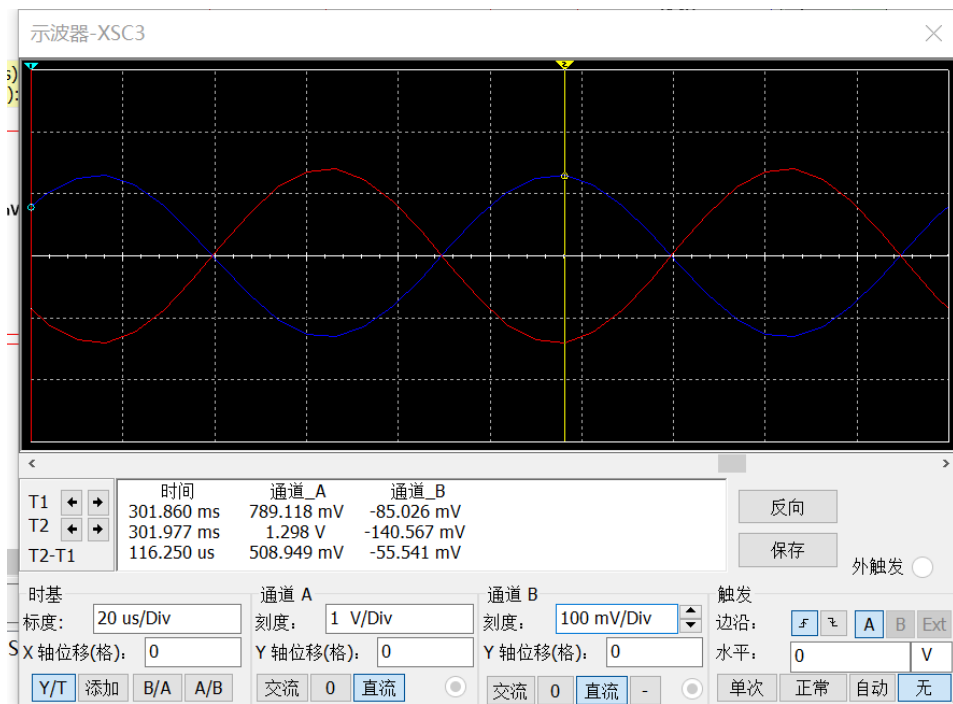 示波器-XSC3
s)
):
1
2
V
T1
T2
T2-T1
时间 通道_A 通道_B
301.860 ms 789.118 mV -85.026 mV
301.977 ms 1.298 V -140.567 mV
116.250 us 508.949 mV -55.541 mV
反向
保存
外触发
时基
标度: 20 us/Div
X 轴位移(格): 0
Y/T 添加 B/A A/B
通道 A
刻度: 1 V/Div
Y 轴位移(格): 0
交流 0 直流
通道 B
刻度: 100 mV/Div
Y 轴位移(格): 0
交流 0 直流 -
触发
边沿: A B Ext
水平: 0 V
单次 正常 自动 无
S